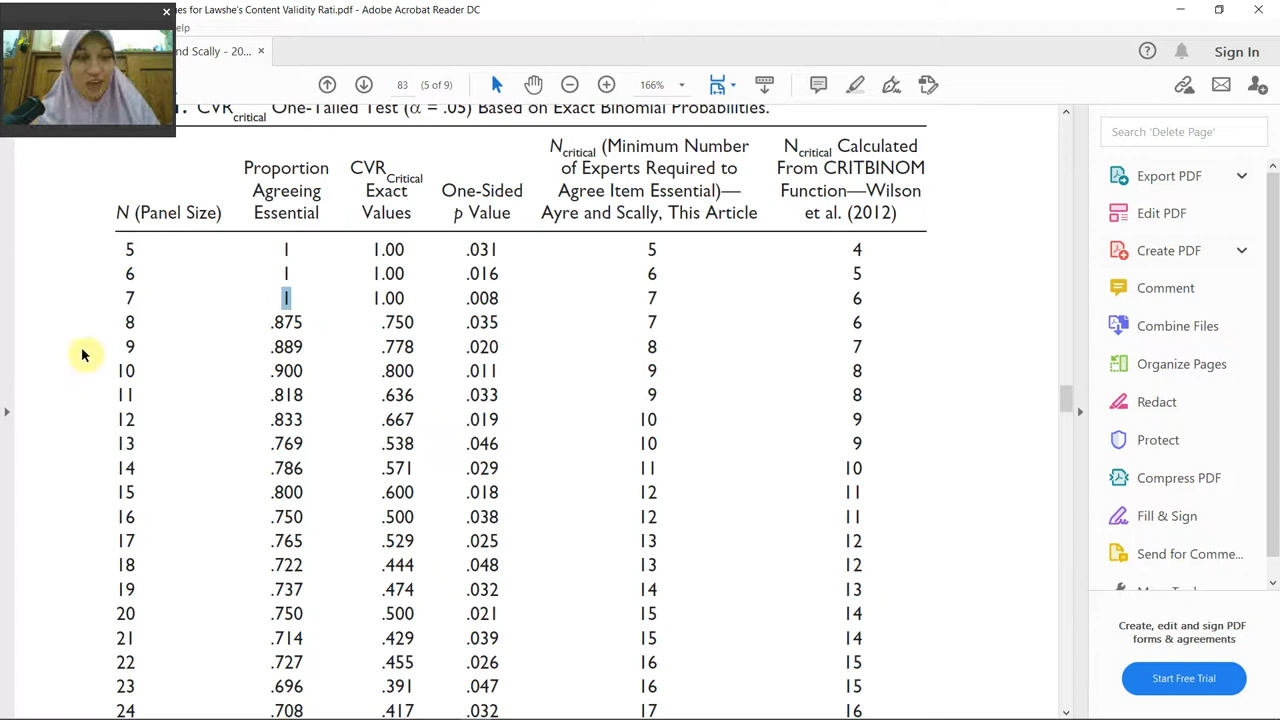 ies for Lawshe's Content Validity Rati.pdf - Adobe Acrobat Reader DC
elp
nd Scally - 20...
83 (5 of 9)
166%
Sign In
CVRcritical One-Tailed Test (α = .05) Based on Exact Binomial Probabilities.
N (Panel Size) Proportion Agreeing Essential CVRCritical Exact Values One-Sided p Value Ncritical (Minimum Number of Experts Required to Agree Item Essential)—Ayre and Scally, This Article Ncritical Calculated From CRITBINOM Function—Wilson et al. (2012)
5 1 1.00 .031 5 4
6 1 1.00 .016 6 5
7 1 1.00 .008 7 6
8 .875 .750 .035 7 6
9 .889 .778 .020 8 7
10 .900 .800 .011 9 8
11 .818 .636 .033 9 8
12 .833 .667 .019 10 9
13 .769 .538 .046 10 9
14 .786 .571 .029 11 10
15 .800 .600 .018 12 11
16 .750 .500 .038 12 11
17 .765 .529 .025 13 12
18 .722 .444 .048 13 12
19 .737 .474 .032 14 13
20 .750 .500 .021 15 14
21 .714 .429 .039 15 14
22 .727 .455 .026 16 15
23 .696 .391 .047 16 15
24 .708 .417 .032 17 16
Search 'Delete Page'
Export PDF
Edit PDF
Create PDF
Comment
Combine Files
Organize Pages
Redact
Protect
Compress PDF
Fill & Sign
Send for Comme...
Create, edit and sign PDF
forms & agreements
Start Free Trial